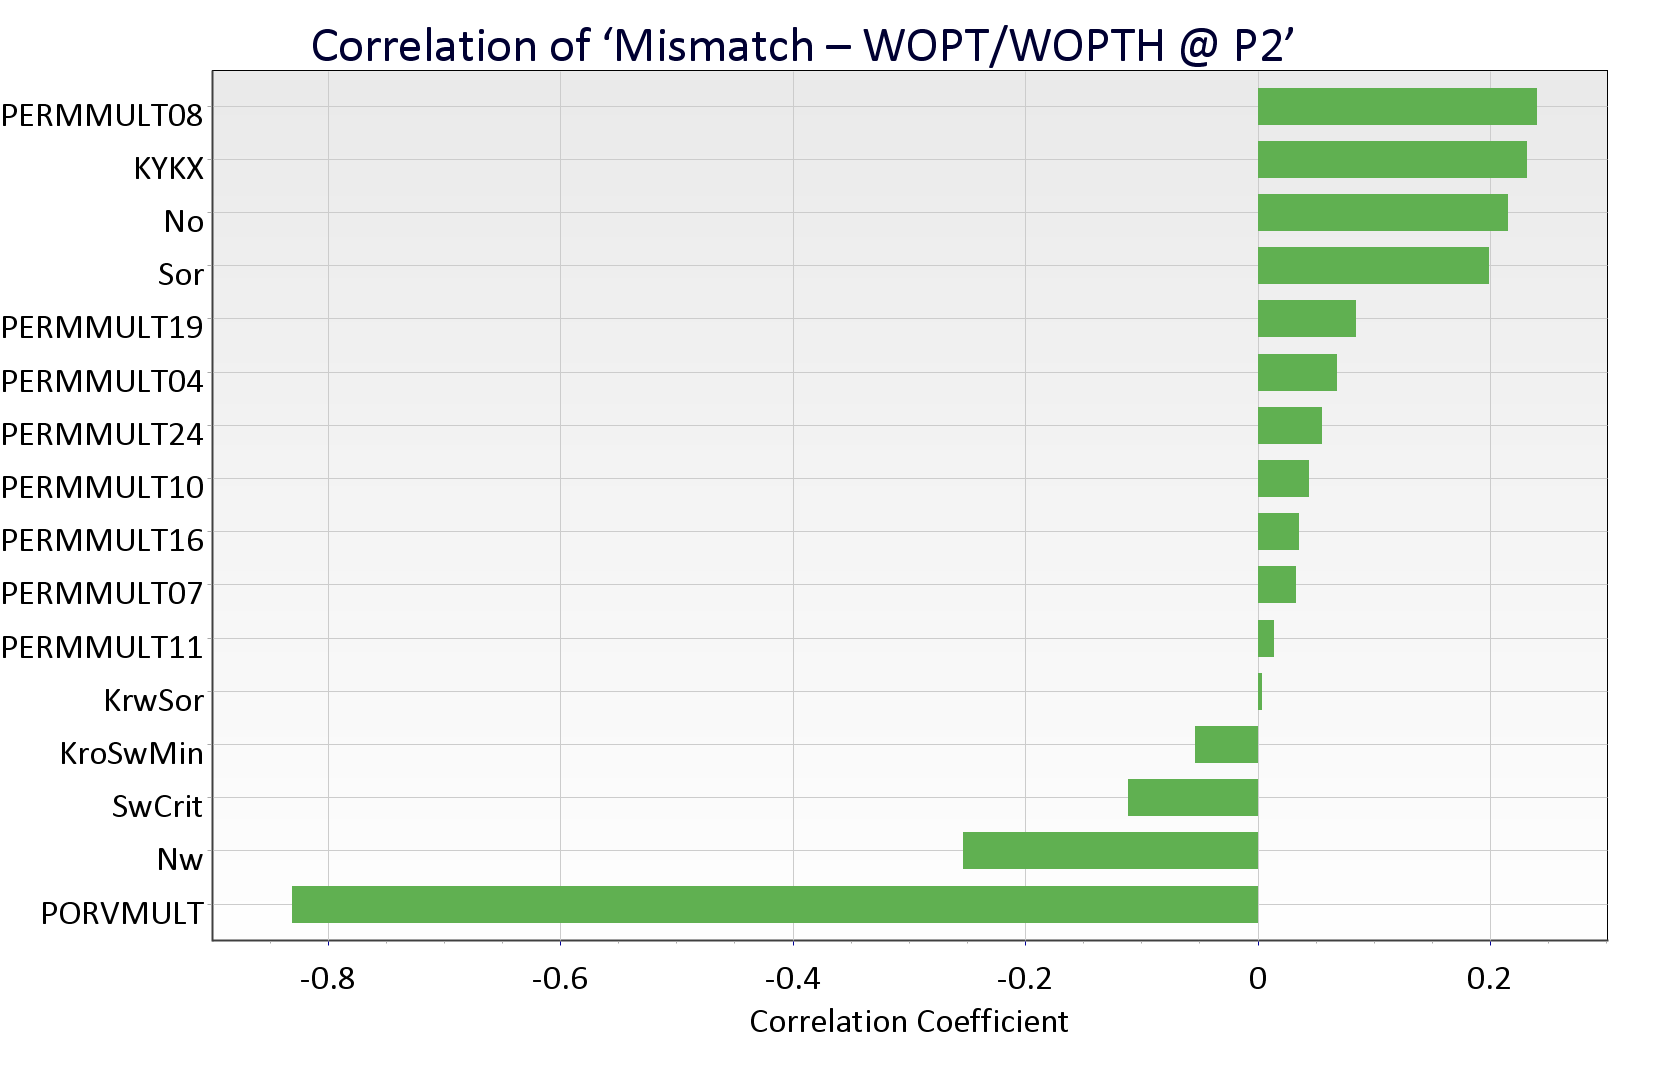 Correlation of ‘Mismatch – WOPT/WOPTH @ P2’
PERMMULT08
KYKX
No
Sor
PERMMULT19
PERMMULT04
PERMMULT24
PERMMULT10
PERMMULT16
PERMMULT07
PERMMULT11
KrwSor
KroSwMin
SwCrit
Nw
PORVMULT
-0.8 -0.6 -0.4 -0.2 0 0.2
Correlation Coefficient